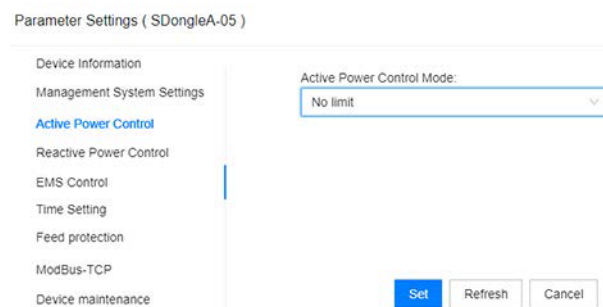 Parameter Settings ( SDongleA-05 )
Device Information
Management System Settings
Active Power Control
Reactive Power Control
EMS Control
Time Setting
Feed protection
ModBus-TCP
Device maintenance
Active Power Control Mode:
No limit
Set
Refresh
Cancel